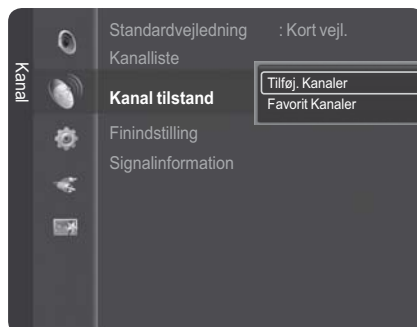 Kanal
Standardvejledning : Kort vejl.
Kanalliste
Kanal tilstand
Tilføj. Kanaler
Favorit Kanaler
Finindstilling
Signalinformation